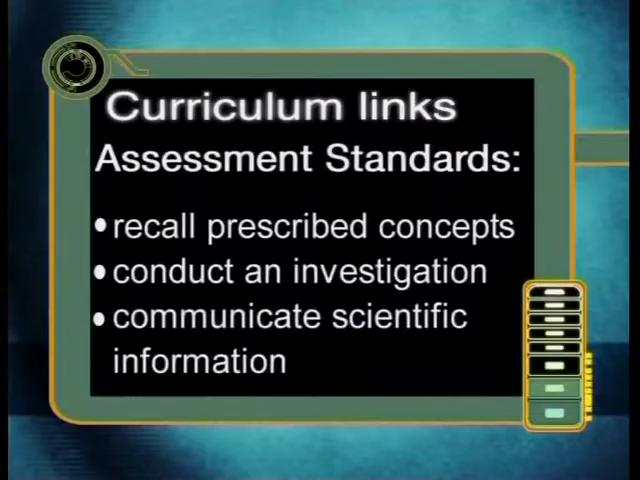 Curriculum links
Assessment Standards:
• recall prescribed concepts
• conduct an investigation
• communicate scientific
information